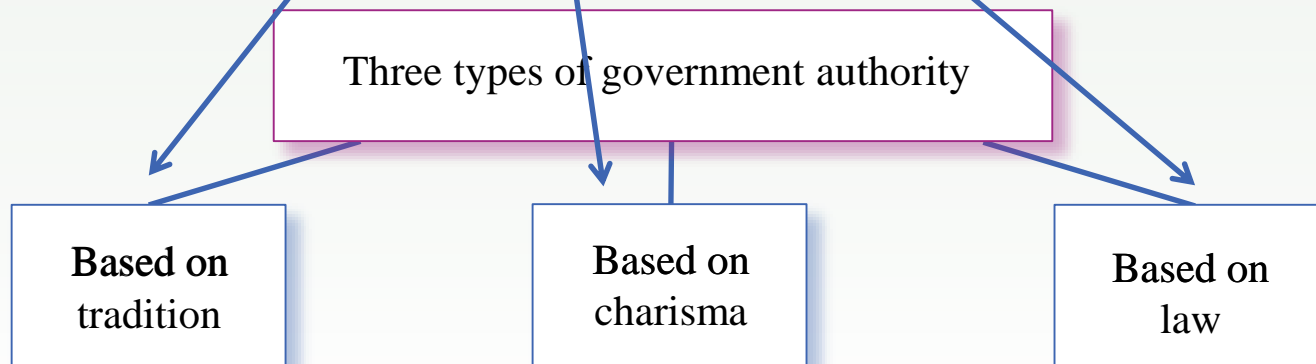 Three types of government authority
Based on
tradition
Based on
charisma
Based on
law